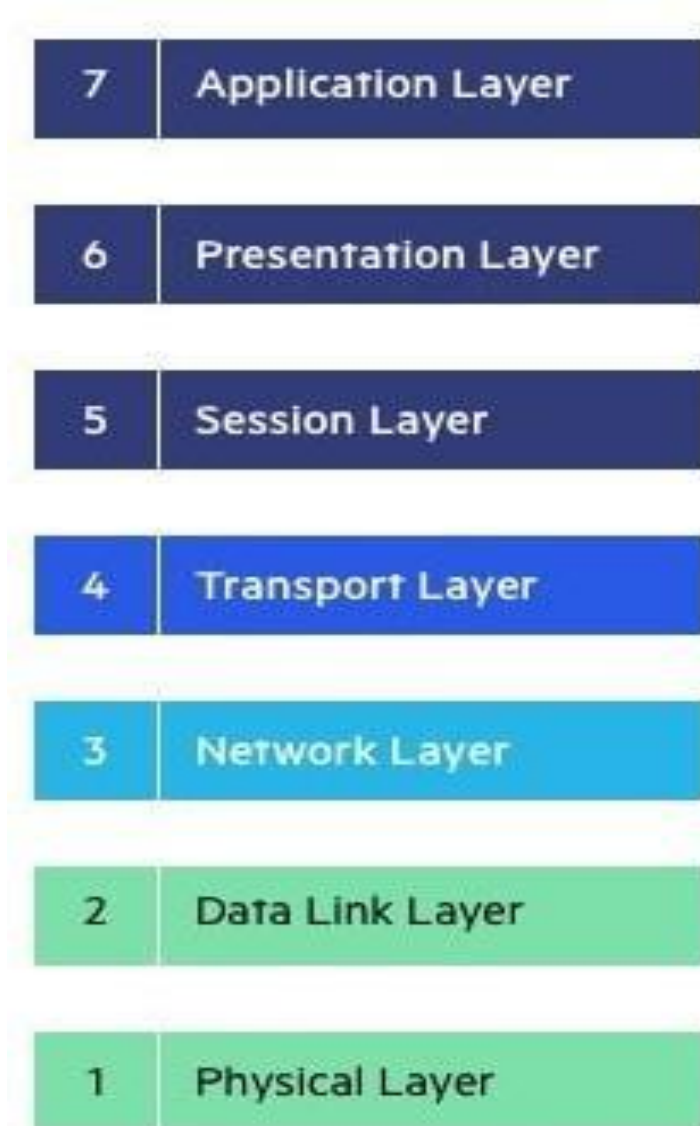 7 Application Layer
6 Presentation Layer
5 Session Layer
4 Transport Layer
3 Network Layer
2 Data Link Layer
1 Physical Layer